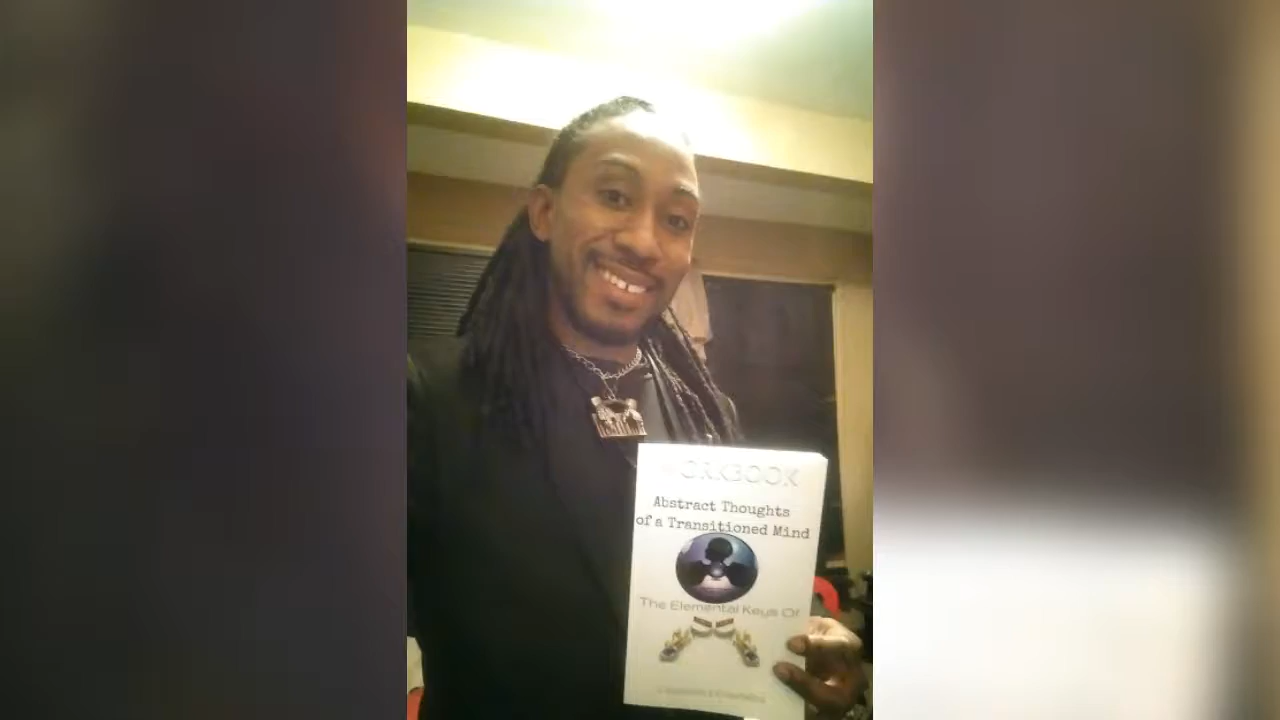 WORKBOOK
Abstract Thoughts
of a Transitioned Mind
The Elemental Keys Of